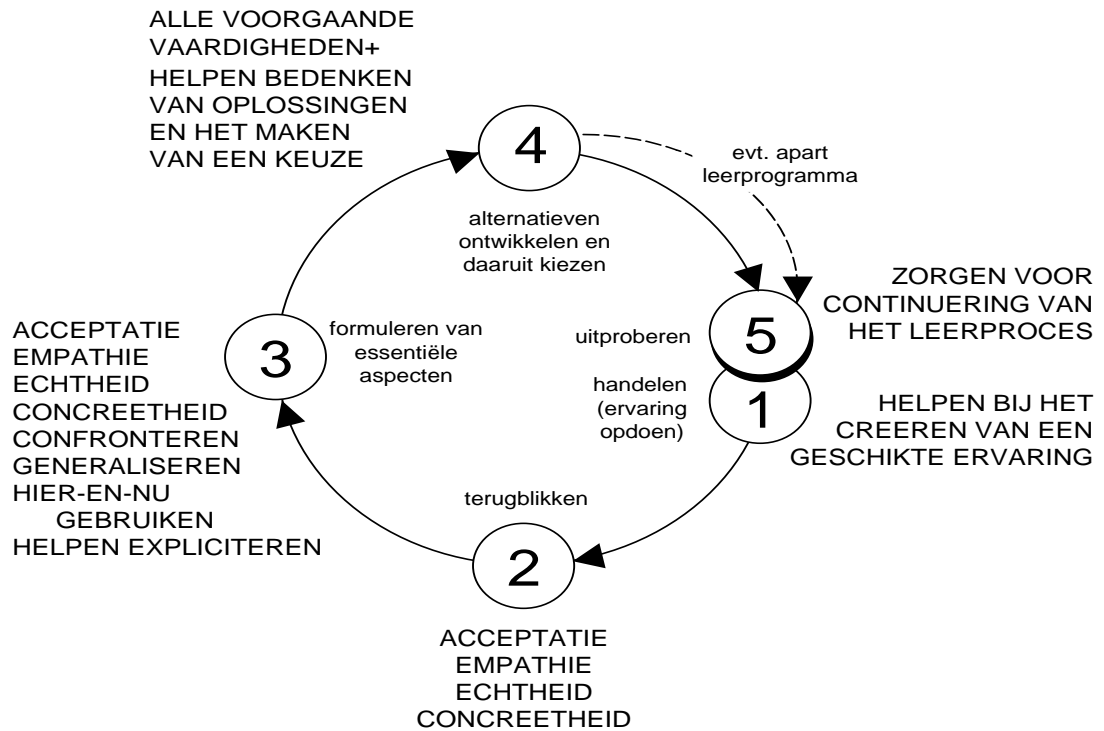 ALLE VOORGAANDE
VAARDIGHEDEN+
HELPEN BEDENKEN
VAN OPLOSSINGEN
EN HET MAKEN
VAN EEN KEUZE
4
evt. apart
leerprogramma
alternatieven
ontwikkelen en
daaruit kiezen
ZORGEN VOOR
CONTINUERING VAN
HET LEERPROCES
uitproberen
5
handelen
(ervaring
opdoen)
1
HELPEN BIJ HET
CREEREN VAN EEN
GESCHIKTE ERVARING
3
formuleren van
essentiële
aspecten
ACCEPTATIE
EMPATHIE
ECHTHEID
CONCREETHEID
CONFRONTEREN
GENERALISEREN
HIER-EN-NU
GEBRUIKEN
HELPEN EXPLICITEREN
terugblikken
2
ACCEPTATIE
EMPATHIE
ECHTHEID
CONCREETHEID